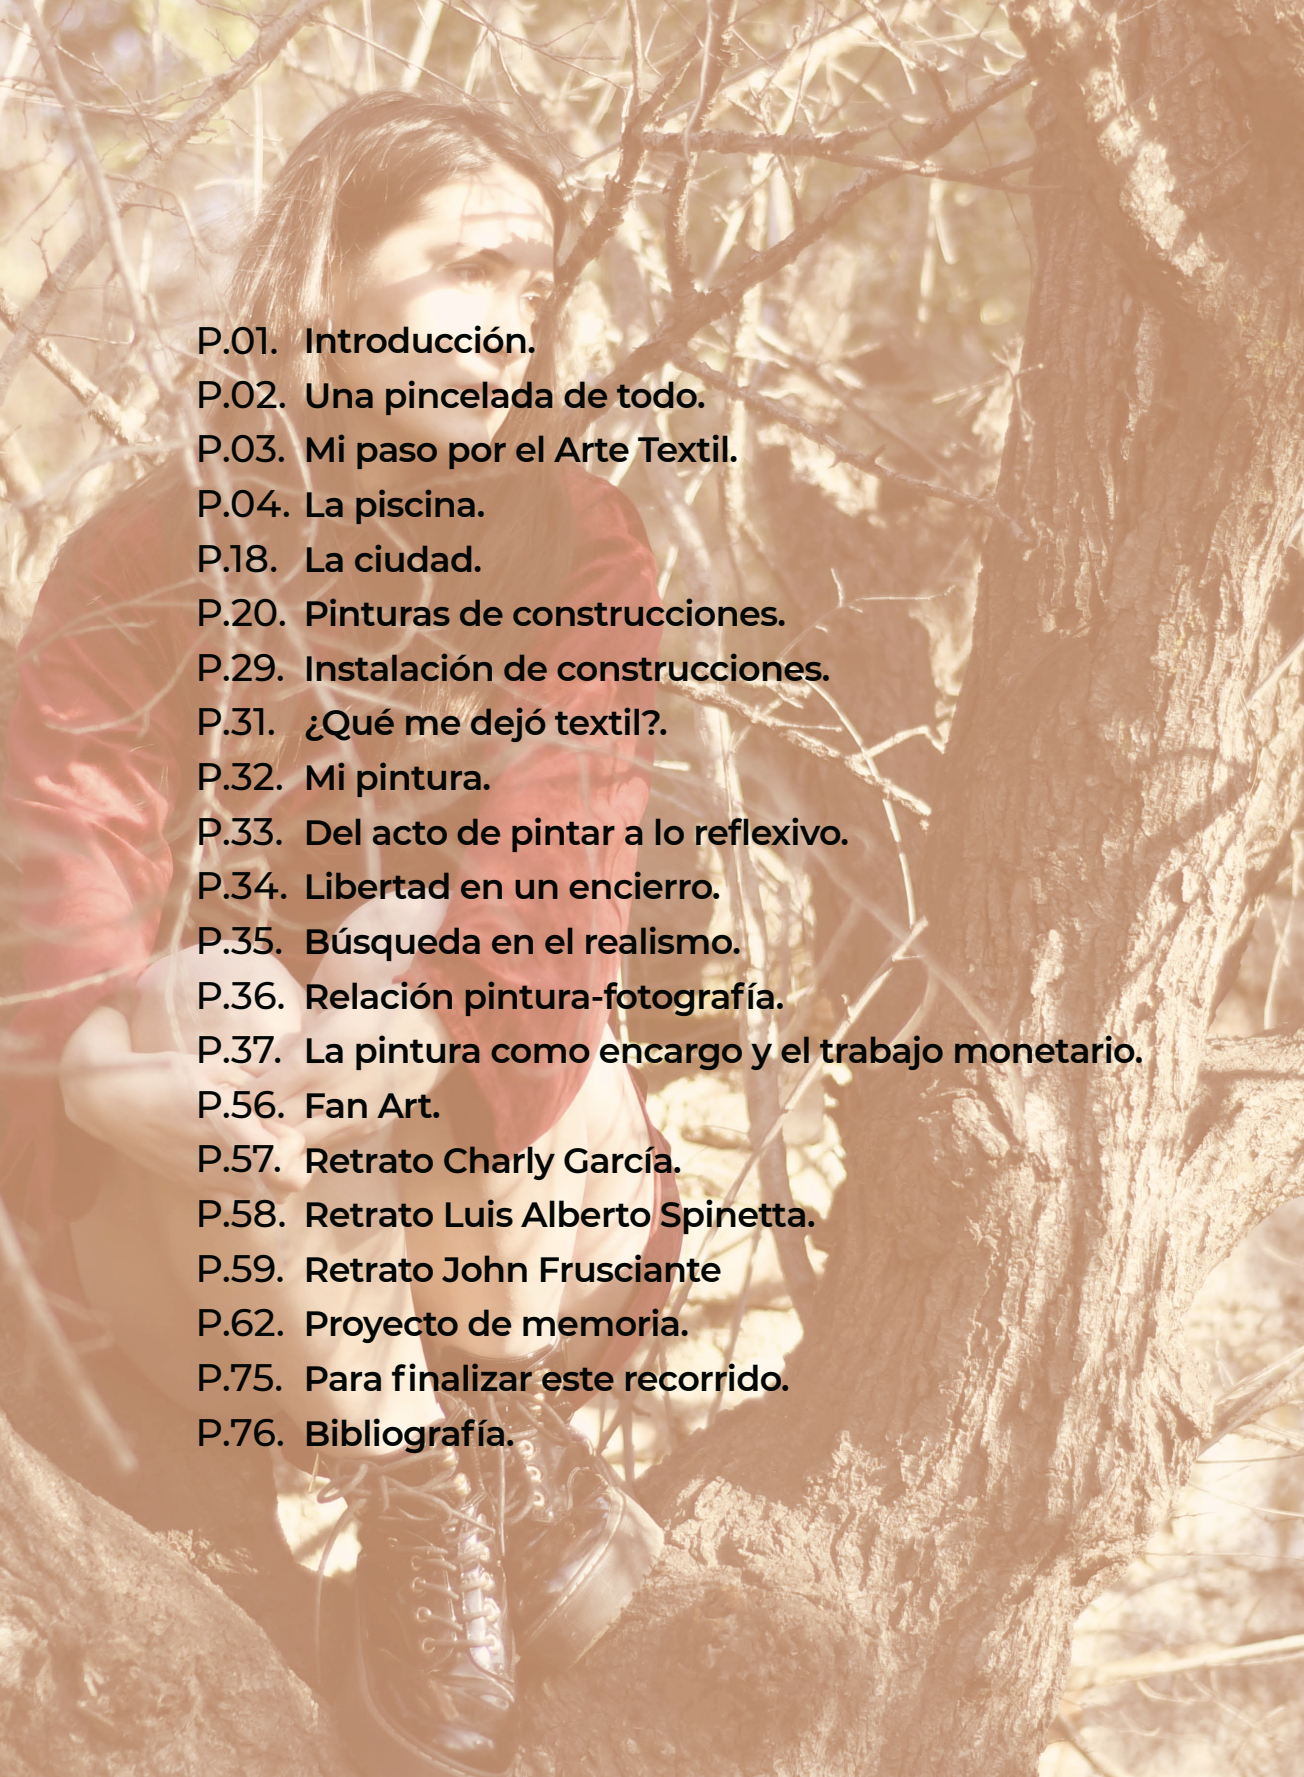 P.01. Introducción.
P.02. Una pincelada de todo.
P.03. Mi paso por el Arte Textil.
P.04. La piscina.
P.18. La ciudad.
P.20. Pinturas de construcciones.
P.29. Instalación de construcciones.
P.31. ¿Qué me dejó textil?.
P.32. Mi pintura.
P.33. Del acto de pintar a lo reflexivo.
P.34. Libertad en un encierro.
P.35. Búsqueda en el realismo.
P.36. Relación pintura-fotografía.
P.37. La pintura como encargo y el trabajo monetario.
P.56. Fan Art.
P.57. Retrato Charly García.
P.58. Retrato Luis Alberto Spinetta.
P.59. Retrato John Frusciante
P.62. Proyecto de memoria.
P.75. Para finalizar este recorrido.
P.76. Bibliografía.